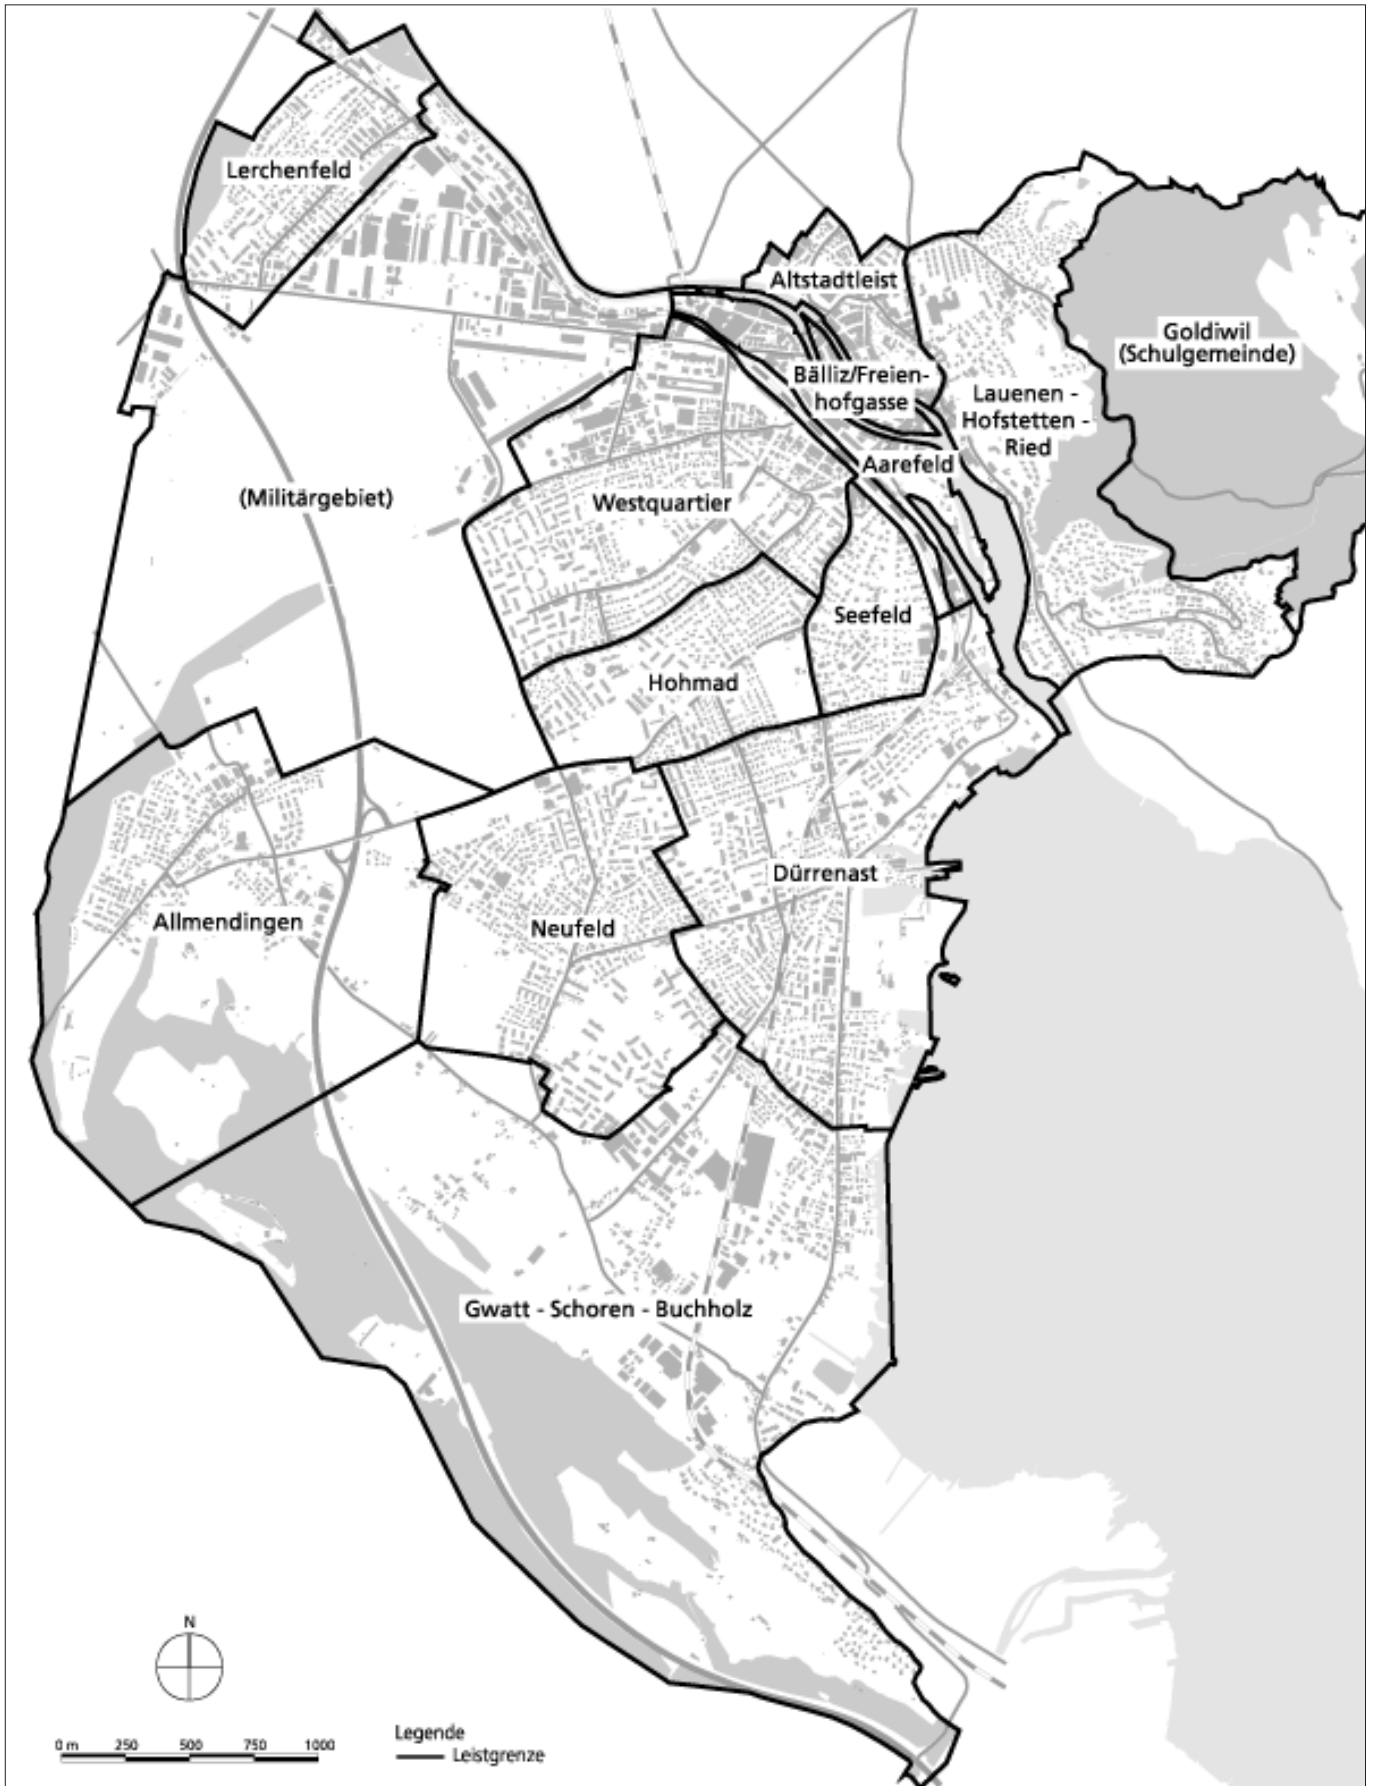 Lerchenfeld
Altstadtleist
Goldiwil
(Schulgemeinde)
Bälliz/Freien-
hofgasse
Lauenen -
Hofstetten -
Ried
Aarefeld
(Militärgebiet)
Westquartier
Seefeld
Hohmad
Dürrenast
Allmendingen
Neufeld
Gwatt - Schoren - Buchholz
N
0 m 250 500 750 1000
Legende
Leistgrenze